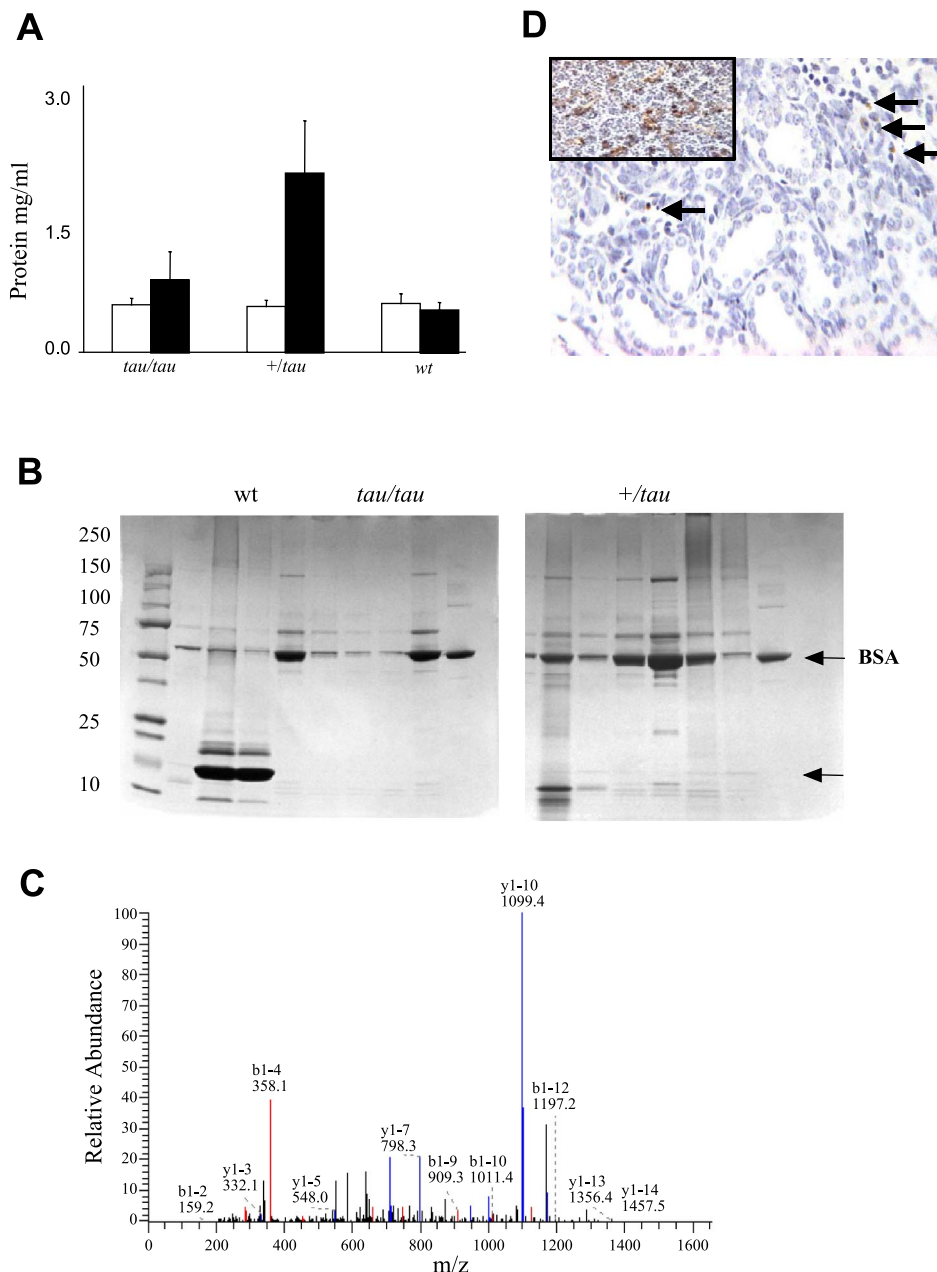 A
3.0
1.5
0.0
Protein mg/ml
tau/tau
+/tau
wt
D
B
wt
tau/tau
+/tau
250
150
100
75
50
25
10
BSA
C
Relative Abundance
100
90
80
70
60
50
40
30
20
10
0
b1-2
159.2
y1-3
332.1
b1-4
358.1
y1-5
548.0
y1-7
798.3
b1-9
909.3
b1-10
1011.4
y1-10
1099.4
b1-12
1197.2
y1-13
1356.4
y1-14
1457.5
0 200 400 600 800 1000 1200 1400 1600
m/z